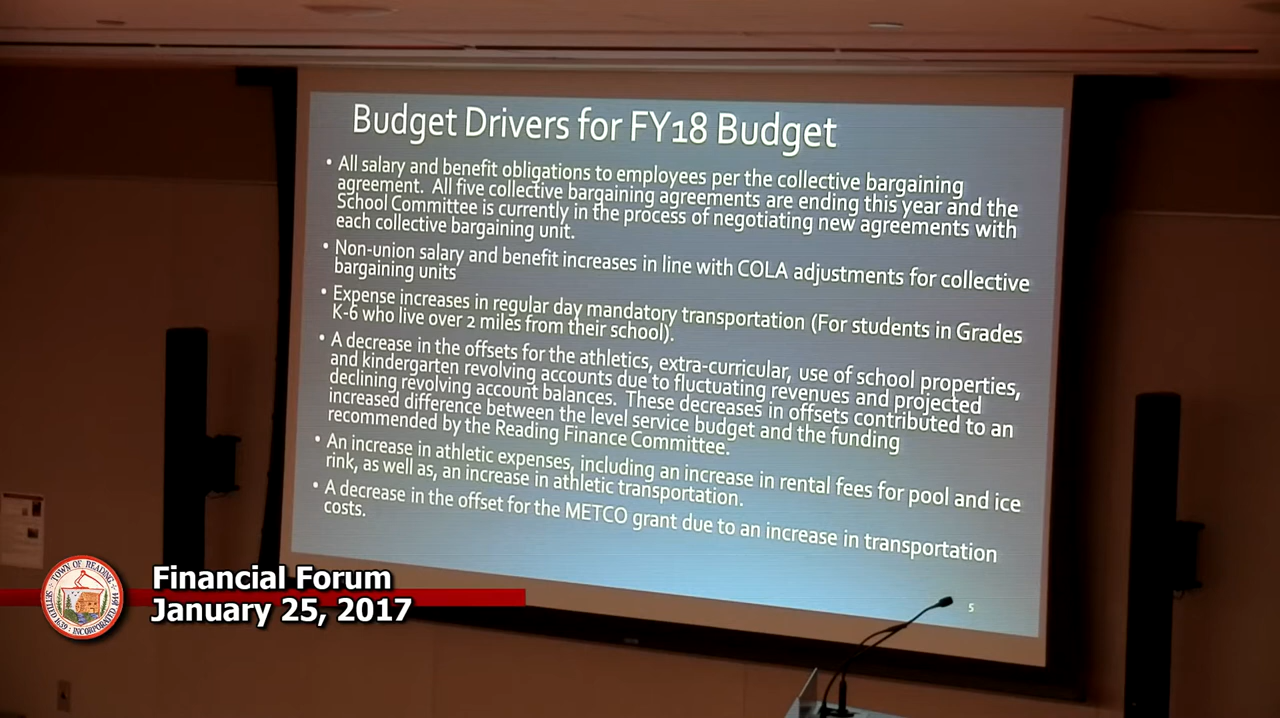 Budget Drivers for FY18 Budget
• All salary and benefit obligations to employees per the collective bargaining
agreement. All five collective bargaining agreements are ending this year and the
School Committee is currently in the process of negotiating new agreements with
each collective bargaining unit.
• Non-union salary and benefit increases in line with COLA adjustments for collective
bargaining units
• Expense increases in regular day mandatory transportation (For students in Grades
K-6 who live over 2 miles from their school).
• A decrease in the offsets for the athletics, extra-curricular, use of school properties,
and kindergarten revolving accounts due to fluctuating revenues and projected
declining revolving account balances. These decreases in offsets contributed to an
increased difference between the level service budget and the funding
recommended by the Reading Finance Committee.
• An increase in athletic expenses, including an increase in rental fees for pool and ice
rink, as well as, an increase in athletic transportation.
• A decrease in the offset for the METCO grant due to an increase in transportation
costs.
5
TOWN OF READING
SETTLED 1639 : INCORPORATED 1644
Financial Forum
January 25, 2017